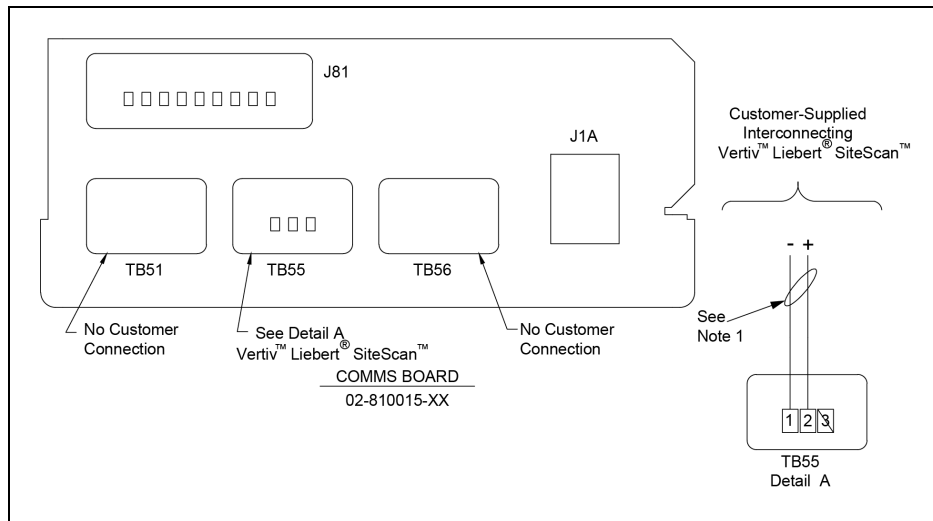 J81
J1A
TB51
TB55
TB56
No Customer
Connection
See Detail A
Vertiv™ Liebert® SiteScan™
COMMS BOARD
02-810015-XX
No Customer
Connection
Customer-Supplied
Interconnecting
Vertiv™ Liebert® SiteScan™
- +
See
Note 1
1 2 3
TB55
Detail A